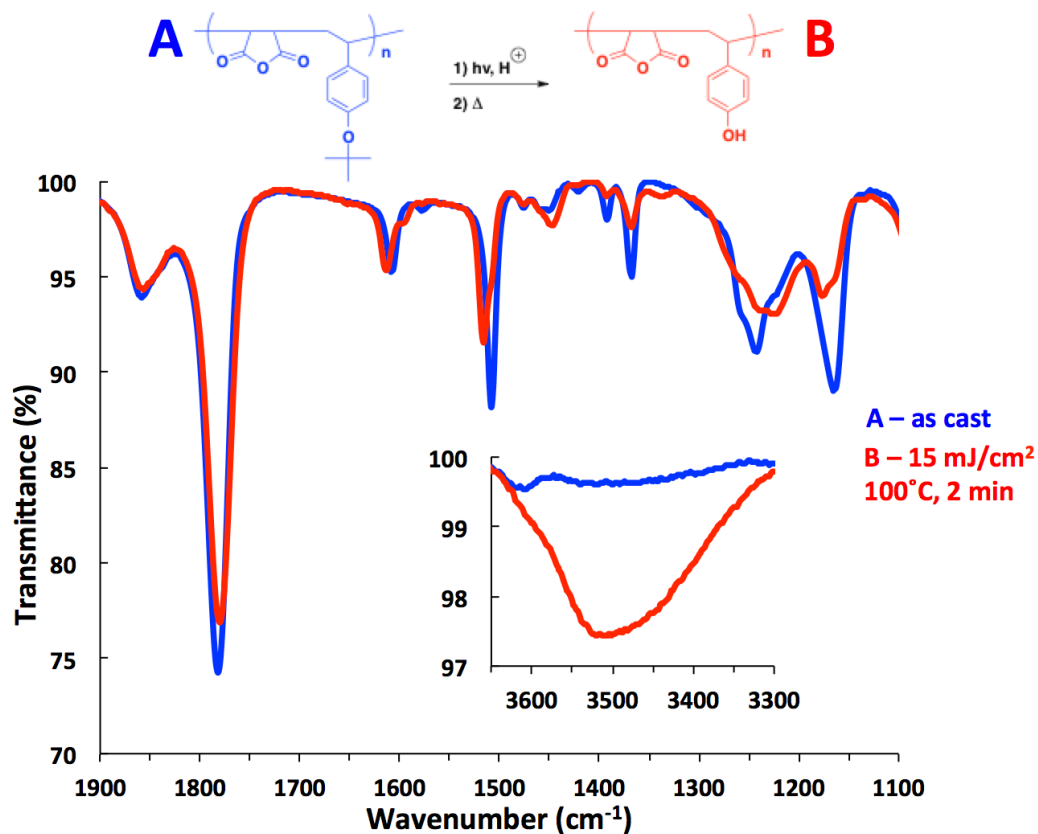 A
B
O
O
O
n
O
1) hv, H⊕
2) Δ
O
O
O
n
OH
100
95
90
85
80
75
70
Transmittance (%)
1900
1800
1700
1600
1500
1400
1300
1200
1100
Wavenumber (cm-1)
100
99
98
97
3600
3500
3400
3300
A – as cast
B – 15 mJ/cm²
100˚C, 2 min